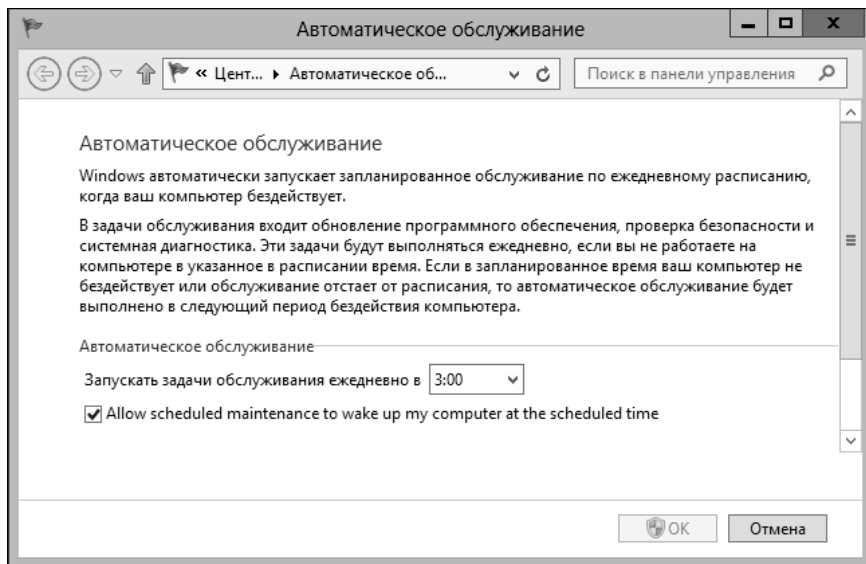 Автоматическое обслуживание
« Цент... Автоматическое об...
Поиск в панели управления
Автоматическое обслуживание
Windows автоматически запускает запланированное обслуживание по ежедневному расписанию,
когда ваш компьютер бездействует.
В задачи обслуживания входит обновление программного обеспечения, проверка безопасности и
системная диагностика. Эти задачи будут выполняться ежедневно, если вы не работаете на
компьютере в указанное в расписании время. Если в запланированное время ваш компьютер не
бездействует или обслуживание отстает от расписания, то автоматическое обслуживание будет
выполнено в следующий период бездействия компьютера.
Автоматическое обслуживание
Запускать задачи обслуживания ежедневно в 3:00
Allow scheduled maintenance to wake up my computer at the scheduled time
OK Отмена